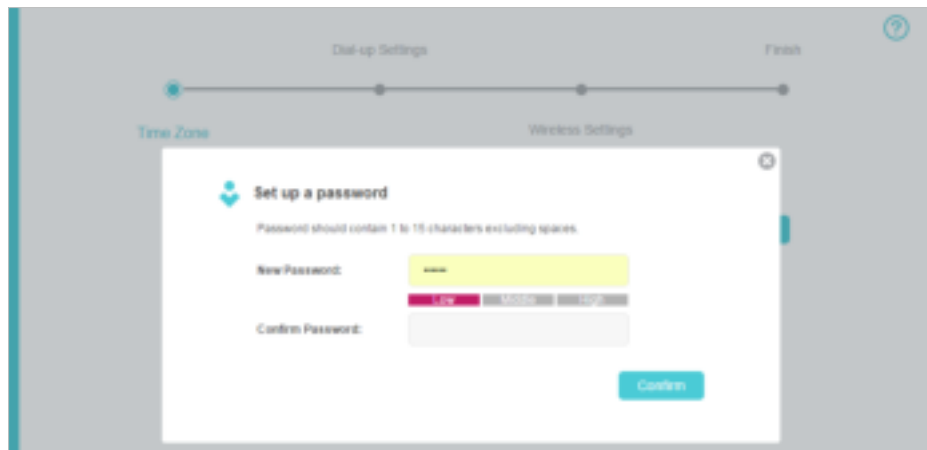 Dial-up Settings
Finish
Time Zone
Wireless Settings
Set up a password
Password should contain 1 to 15 characters excluding spaces.
New Password:
Low Middle High
Confirm Password:
Confirm